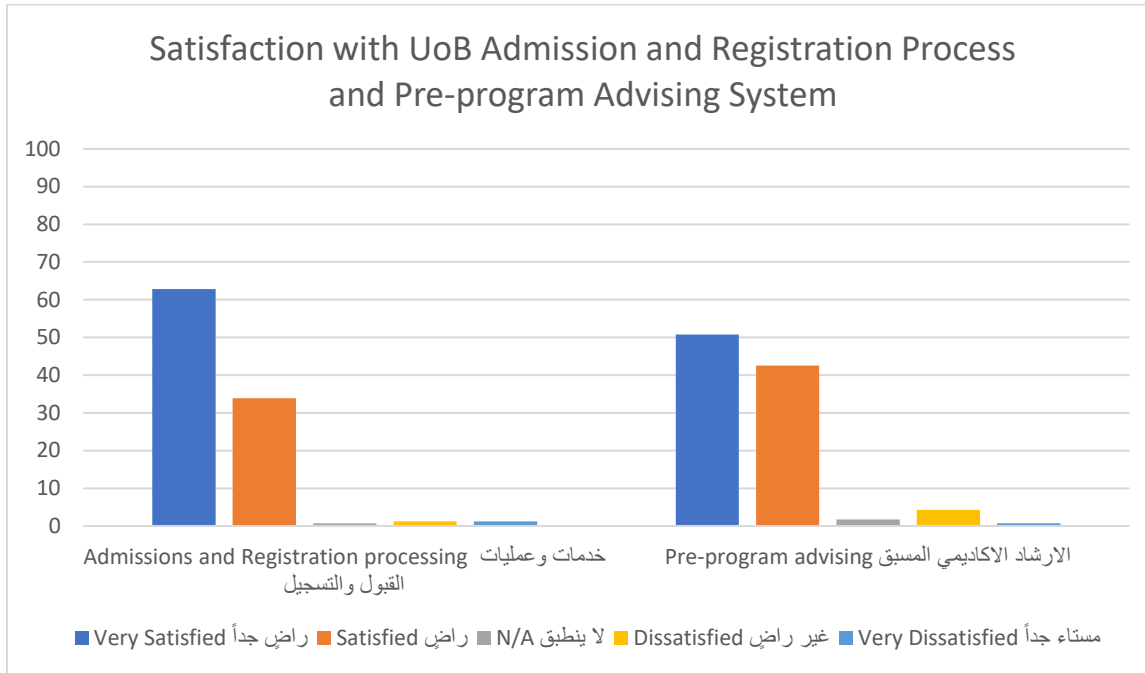 Satisfaction with UoB Admission and Registration Process
and Pre-program Advising System
100
90
80
70
60
50
40
30
20
10
0
Admissions and Registration processing خدمات وعمليات
القبول والتسجيل
Pre-program advising الارشاد الاكاديمي المسبق
Very Satisfied راضٍ جداً
Satisfied راضٍ
N/A لا ينطبق
Dissatisfied غير راضٍ
Very Dissatisfied مستاء جداً